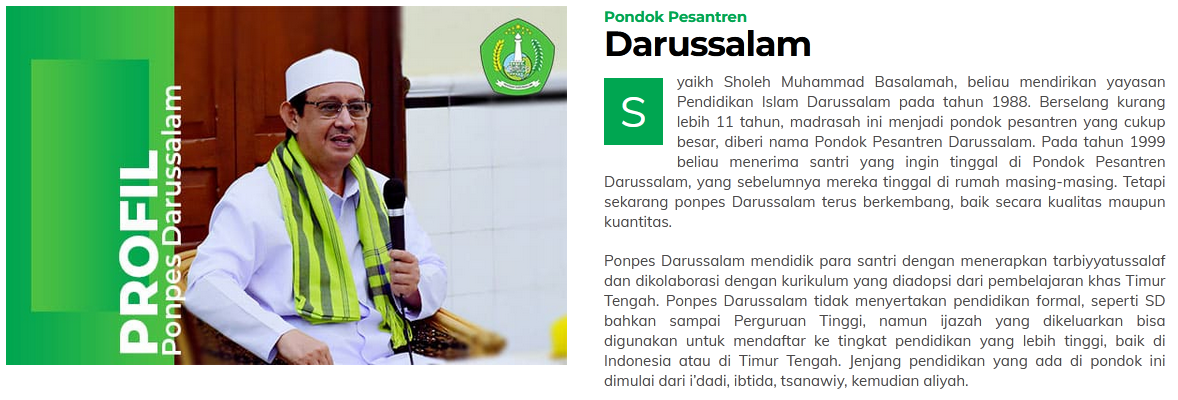 PROFIL
Ponpes Darussalam
Pondok Pesantren
Darussalam
Syaikh Sholeh Muhammad Basalamah, beliau mendirikan yayasan
Pendidikan Islam Darussalam pada tahun 1988. Berselang kurang
lebih 11 tahun, madrasah ini menjadi pondok pesantren yang cukup
besar, diberi nama Pondok Pesantren Darussalam. Pada tahun 1999
beliau menerima santri yang ingin tinggal di Pondok Pesantren
Darussalam, yang sebelumnya mereka tinggal di rumah masing-masing. Tetapi
sekarang ponpes Darussalam terus berkembang, baik secara kualitas maupun
kuantitas.
Ponpes Darussalam mendidik para santri dengan menerapkan tarbiyyatussalaf
dan dikolaborasi dengan kurikulum yang diadopsi dari pembelajaran khas Timur
Tengah. Ponpes Darussalam tidak menyertakan pendidikan formal, seperti SD
bahkan sampai Perguruan Tinggi, namun ijazah yang dikeluarkan bisa
digunakan untuk mendaftar ke tingkat pendidikan yang lebih tinggi, baik di
Indonesia atau di Timur Tengah. Jenjang pendidikan yang ada di pondok ini
dimulai dari i'dadi, ibtida, tsanawiy, kemudian aliyah.